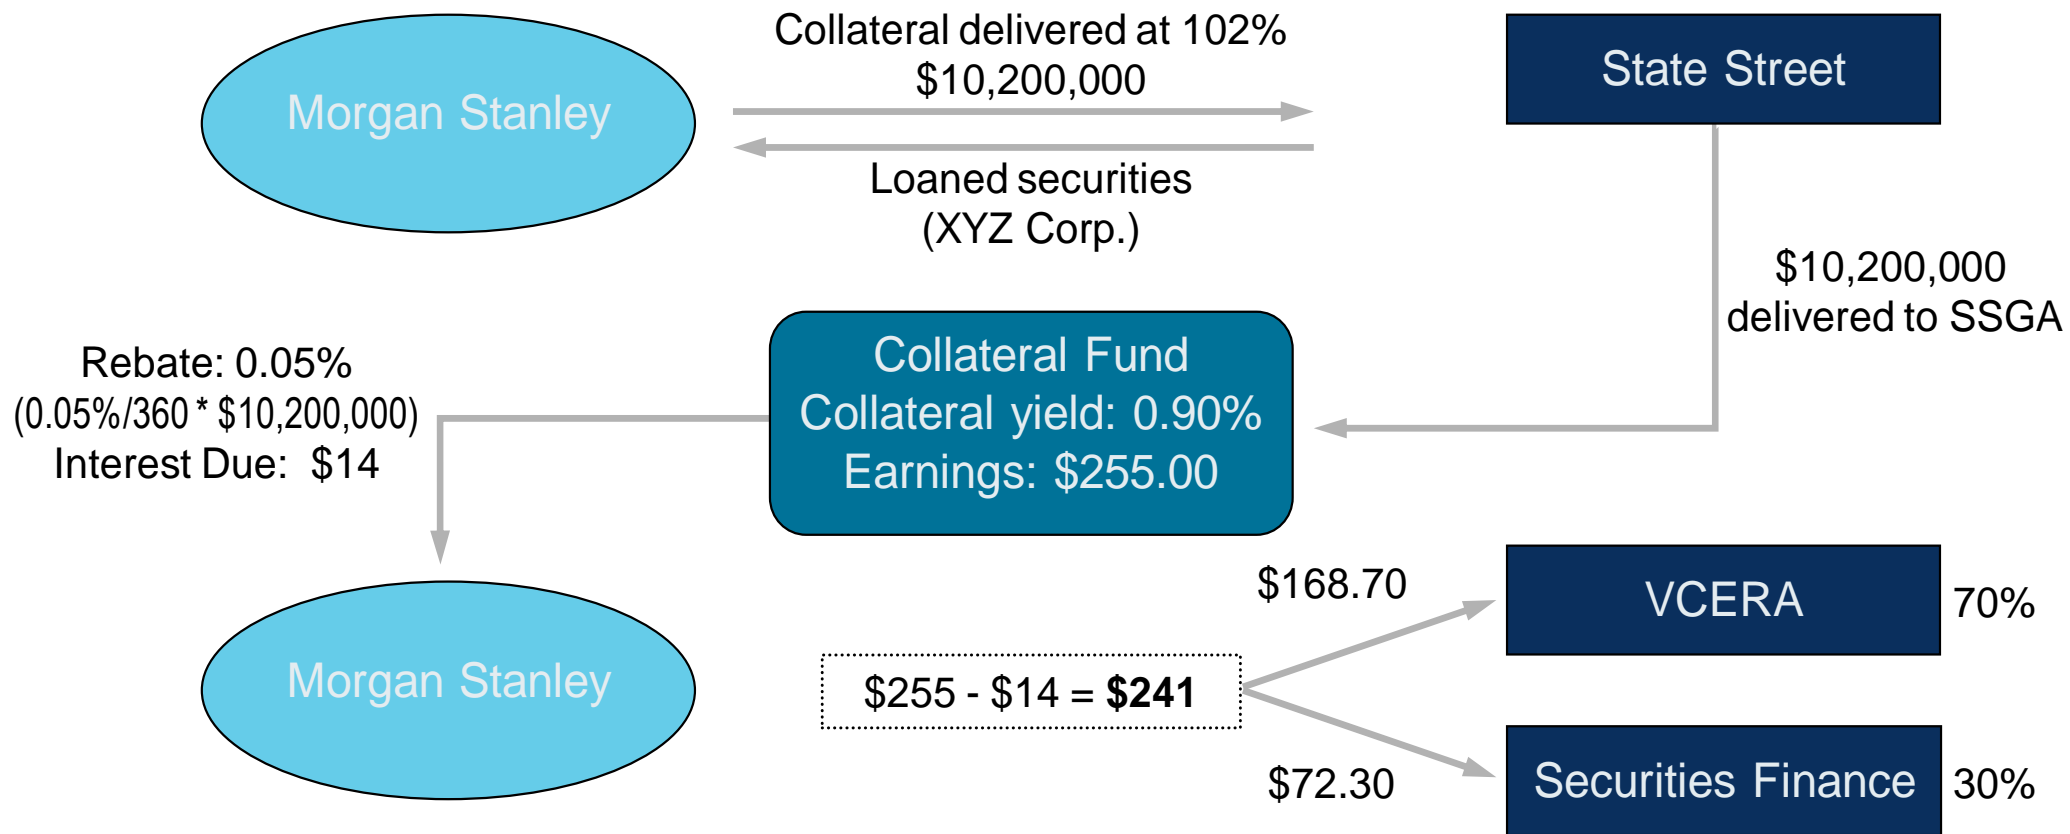 Morgan Stanley
Collateral delivered at 102%
$10,200,000
State Street
Loaned securities
(XYZ Corp.)
$10,200,000
delivered to SSGA
Collateral Fund
Collateral yield: 0.90%
Earnings: $255.00
Rebate: 0.05%
(0.05%/360 * $10,200,000)
Interest Due: $14
Morgan Stanley
$255 - $14 = $241
$168.70
VCERA
70%
$72.30
Securities Finance
30%